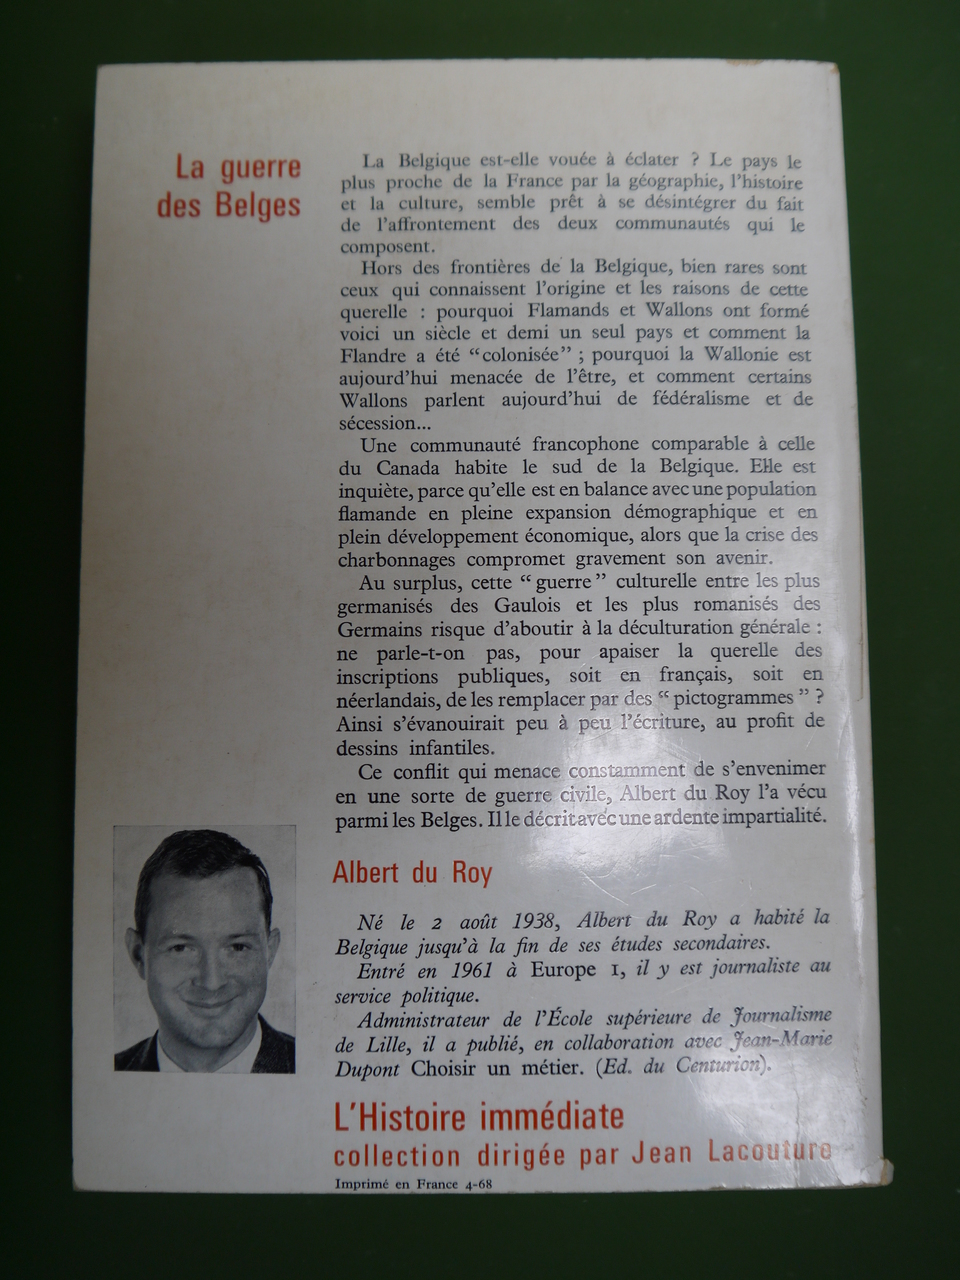 La guerre
des Belges
La Belgique est-elle vouée à éclater ? Le pays le
plus proche de la France par la géographie, l'histoire
et la culture, semble prêt à se désintégrer du fait
de l'affrontement des deux communautés qui le
composent.
Hors des frontières de la Belgique, bien rares sont
ceux qui connaissent l'origine et les raisons de cette
querelle : pourquoi Flamands et Wallons ont formé
voici un siècle et demi un seul pays et comment la
Flandre a été “colonisée” ; pourquoi la Wallonie est
aujourd'hui menacée de l'être, et comment certains
Wallons parlent aujourd'hui de fédéralisme et de
sécession...
Une communauté francophone comparable à celle
du Canada habite le sud de la Belgique. Elle est
inquiète, parce qu'elle est en balance avec une population
flamande en pleine expansion démographique et en
plein développement économique, alors que la crise des
charbonnages compromet gravement son avenir.
Au surplus, cette “ guerre ” culturelle entre les plus
germanisés des Gaulois et les plus romanisés des
Germains risque d'aboutir à la déculturation générale :
ne parle-t-on pas, pour apaiser la querelle des
inscriptions publiques, soit en français, soit en
néerlandais, de les remplacer par des “ pictogrammes ” ?
Ainsi s'évanouirait peu à peu l'écriture, au profit de
dessins infantiles.
Ce conflit qui menace constamment de s'envenimer
en une sorte de guerre civile, Albert du Roy l'a vécu
parmi les Belges. Il le décrit avec une ardente impartialité.
Albert du Roy
Né le 2 août 1938, Albert du Roy a habité la
Belgique jusqu'à la fin de ses études secondaires.
Entré en 1961 à Europe 1, il y est journaliste au
service politique.
Administrateur de l'École supérieure de Journalisme
de Lille, il a publié, en collaboration avec Jean-Marie
Dupont Choisir un métier. (Ed. du Centurion).
L'Histoire immédiate
collection dirigée par Jean Lacouture
Imprimé en France 4-68